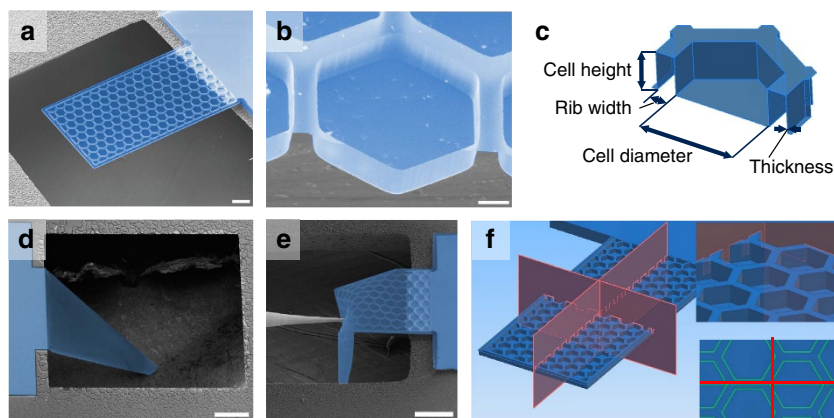 a
b
c
Cell height
Rib width
Cell diameter
Thickness
d
e
f